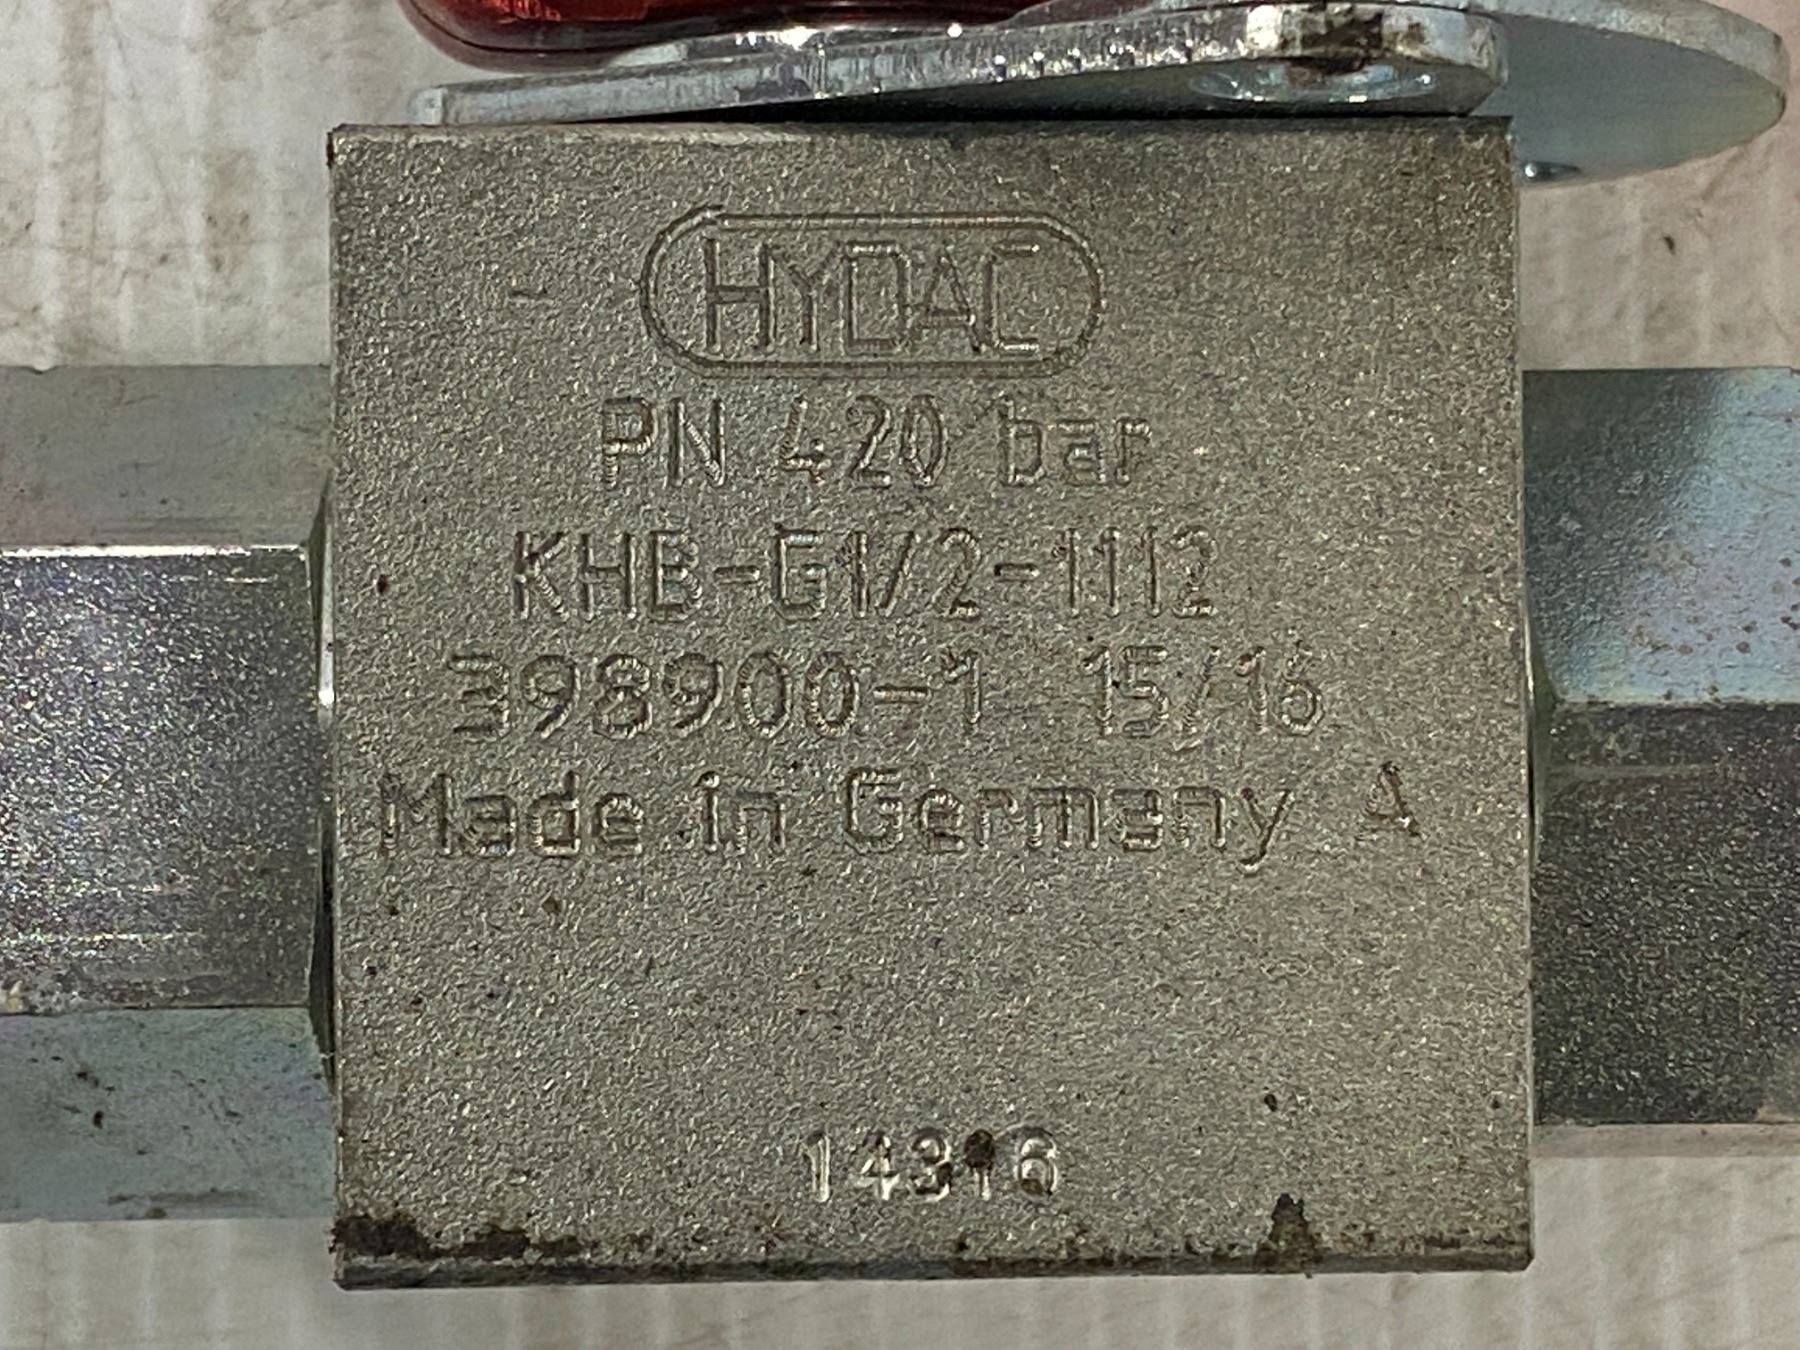 HYDAC
PN 420 bar
KHB-G1/2-1112
398900-1 15/16
Made in Germany A
14316